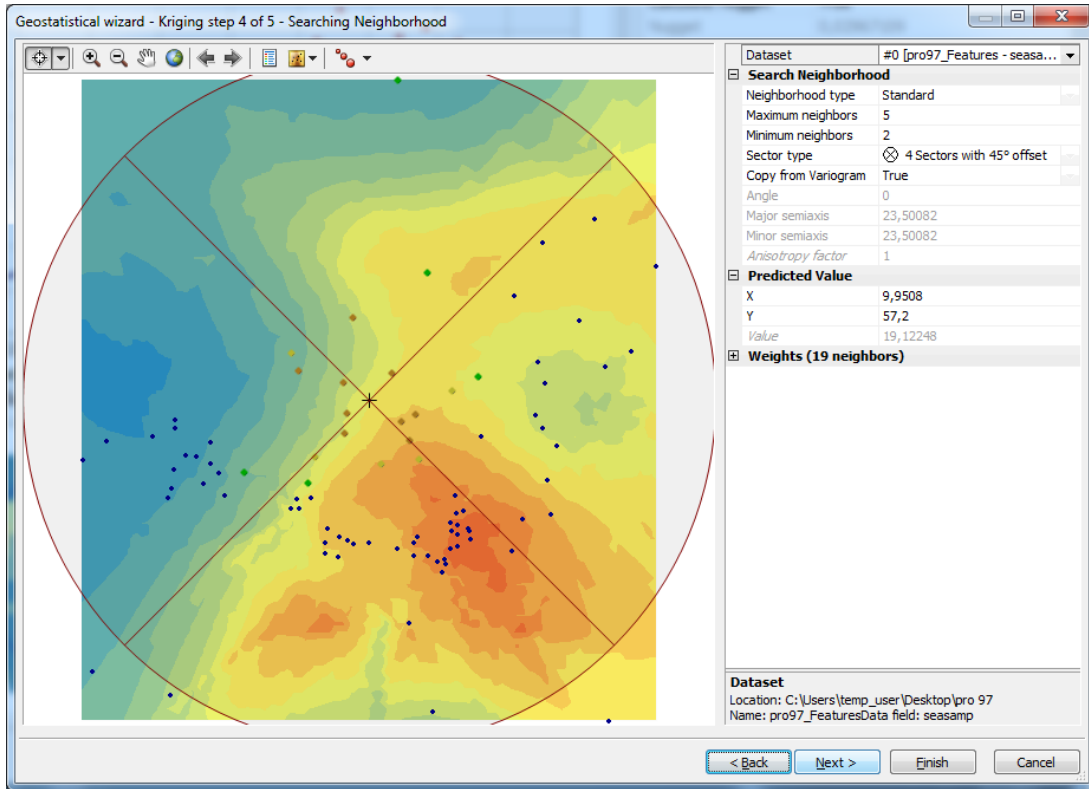 Geostatistical wizard - Kriging step 4 of 5 - Searching Neighborhood
Dataset #0 [pro97_Features - seasa...
Search Neighborhood
Neighborhood type Standard
Maximum neighbors 5
Minimum neighbors 2
Sector type 4 Sectors with 45° offset
Copy from Variogram True
Angle 0
Major semiaxis 23,50082
Minor semiaxis 23,50082
Anisotropy factor 1
Predicted Value
X 9,9508
Y 57,2
Value 19,12248
Weights (19 neighbors)
Dataset
Location: C:\Users\temp_user\Desktop\pro 97
Name: pro97_FeaturesData field: seasamp
< Back Next > Finish Cancel